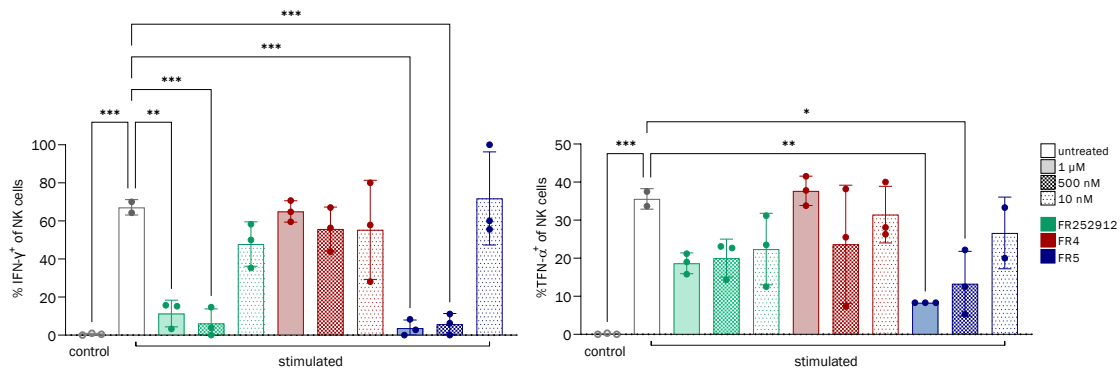 ***
***
***
*** **
% IFN-γ+ of NK cells
100
80
60
40
20
0
control
stimulated
*
**
***
%TFN-α+ of NK cells
50
40
30
20
10
0
control
stimulated
untreated
1 μM
500 nM
10 nM
FR252912
FR4
FR5